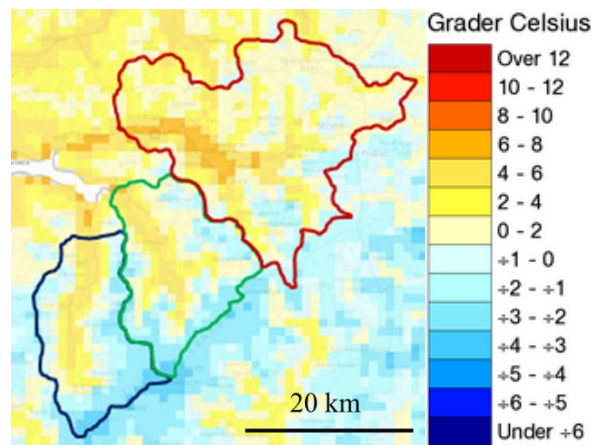 Grader Celsius
Over 12
10 - 12
8 - 10
6 - 8
4 - 6
2 - 4
0 - 2
÷1 - 0
÷2 - ÷1
÷3 - ÷2
÷4 - ÷3
÷5 - ÷4
÷6 - ÷5
Under ÷6
20 km